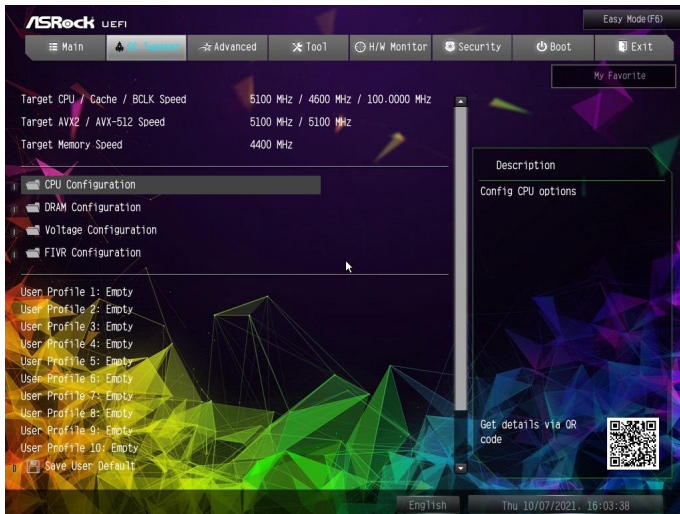 ASRock UEFI
Easy Mode(F6)
Main
OC Tweaker
Advanced
Tool
H/W Monitor
Security
Boot
Exit
My Favorite
Target CPU / Cache / BCLK Speed 5100 MHz / 4600 MHz / 100.0000 MHz
Target AVX2 / AVX-512 Speed 5100 MHz / 5100 MHz
Target Memory Speed 4400 MHz
CPU Configuration
DRAM Configuration
Voltage Configuration
FIVR Configuration
User Profile 1: Empty
User Profile 2: Empty
User Profile 3: Empty
User Profile 4: Empty
User Profile 5: Empty
User Profile 6: Empty
User Profile 7: Empty
User Profile 8: Empty
User Profile 9: Empty
User Profile 10: Empty
Save User Default
Description
Config CPU options
Get details via QR
code
English
Thu 10/07/2021. 16:03:38